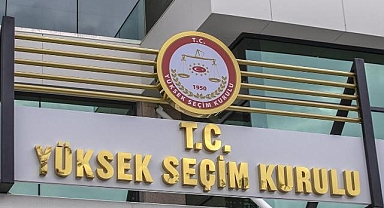 T.C.
YÜKSEK SEÇİM KURULU
1950
T.C.
YÜKSEK SEÇİM KURULU